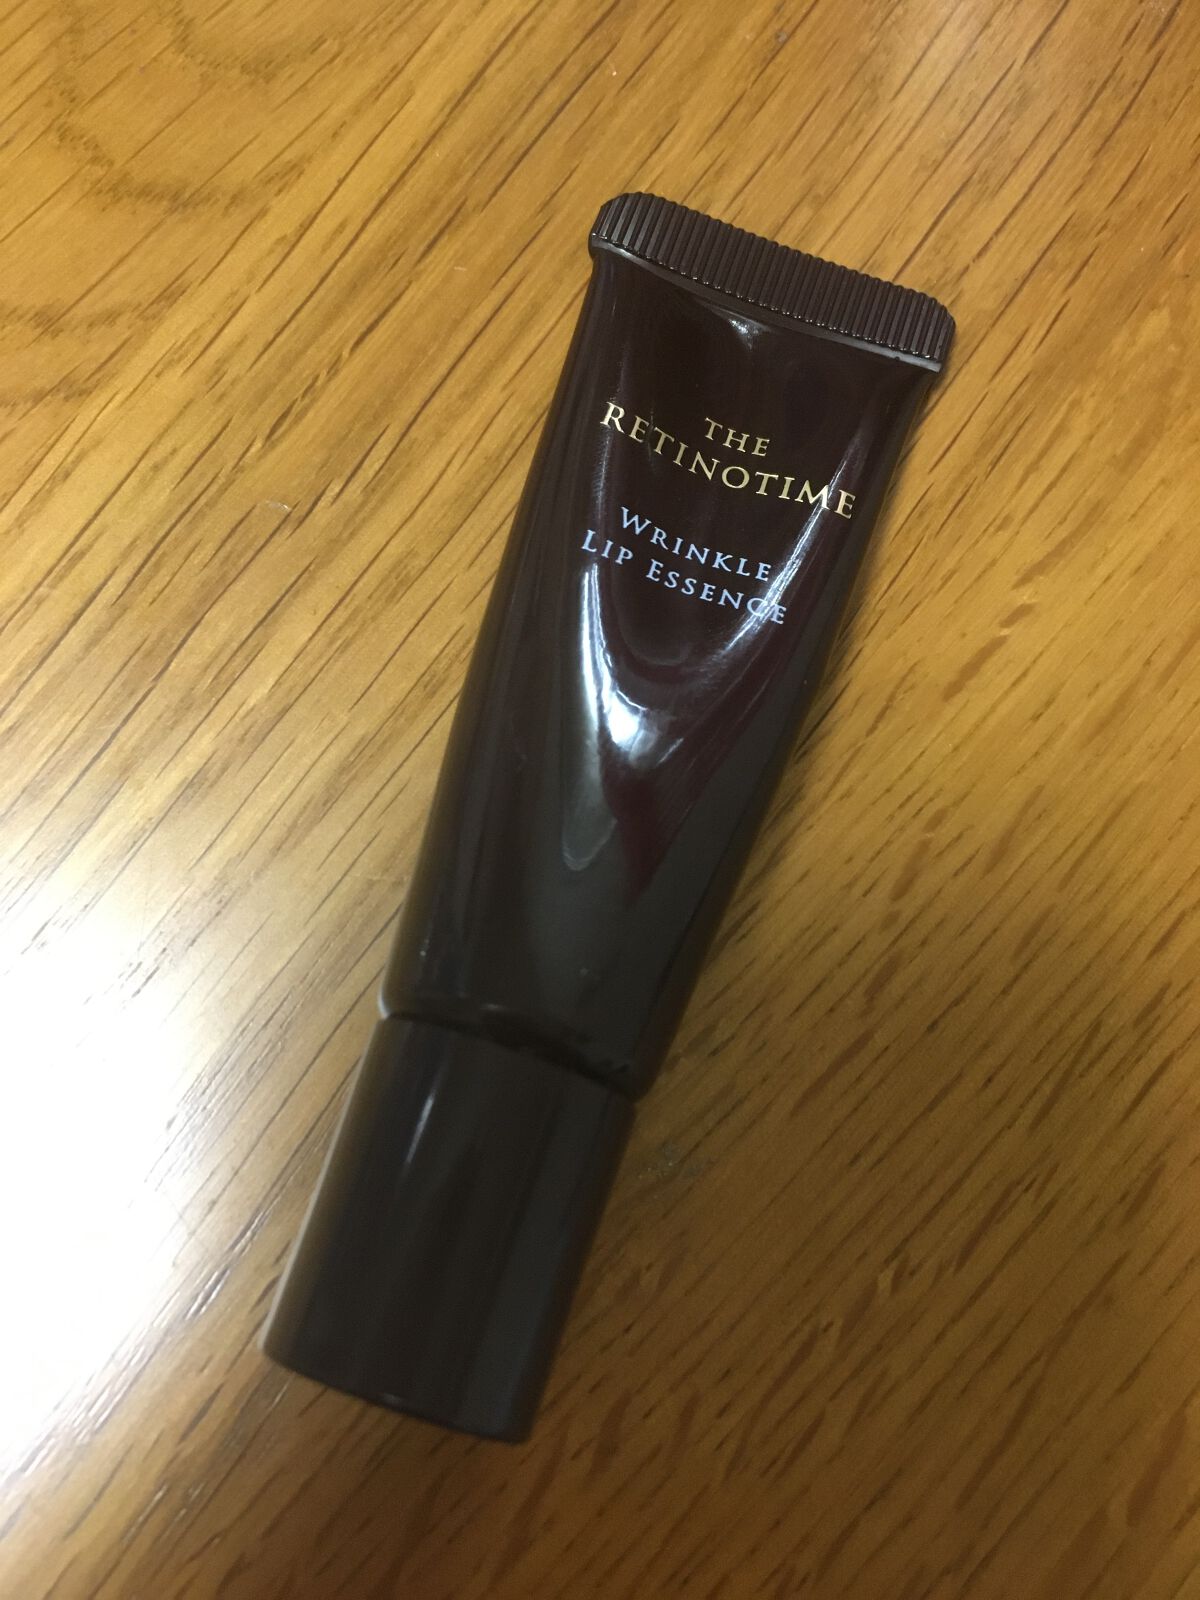 THE
RETINOTIME
WRINKLE
LIP ESSENCE